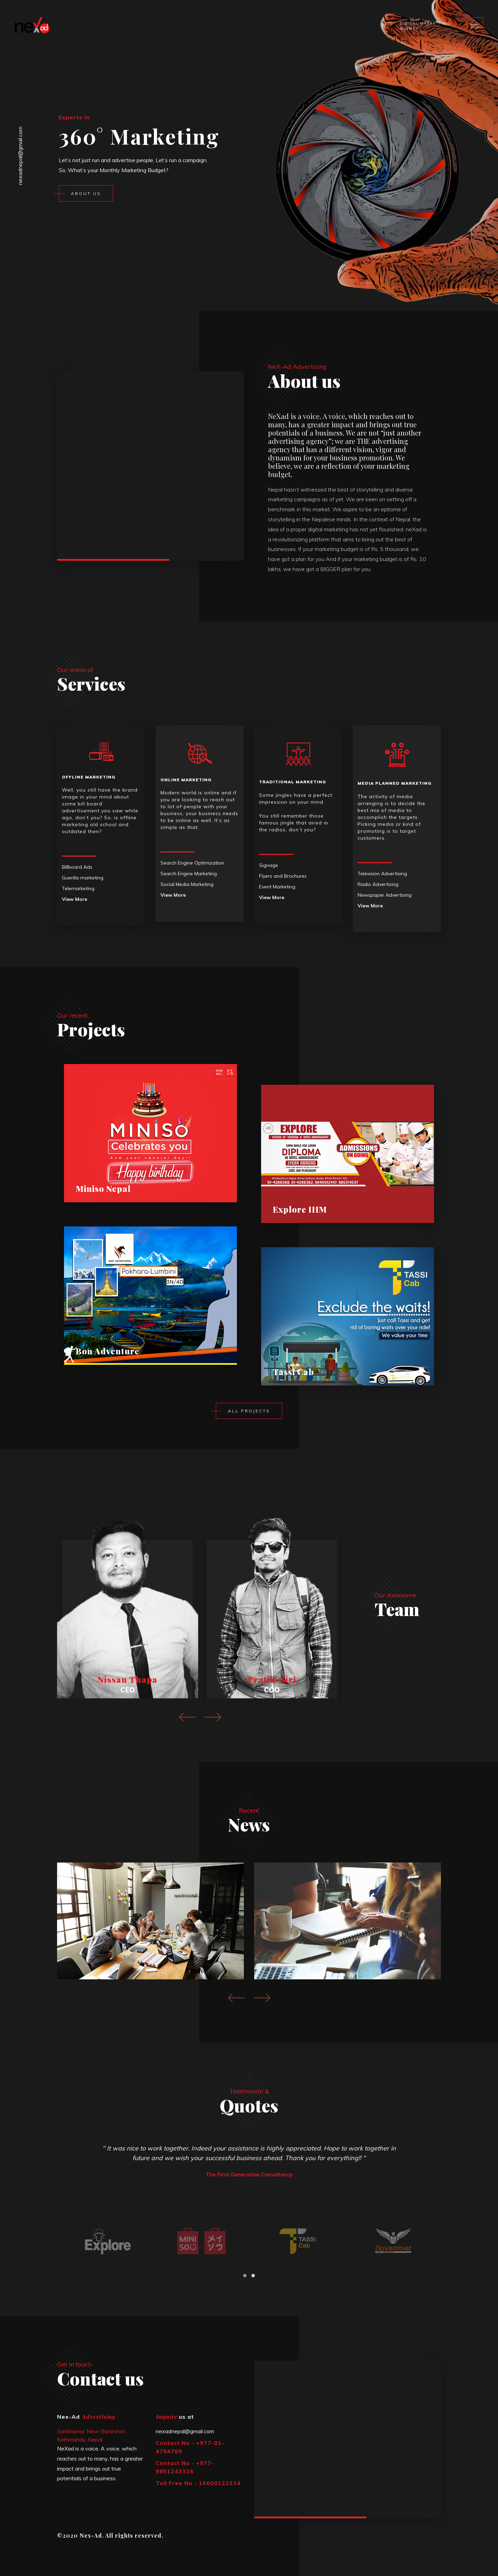 neXad
nexadnepal@gmail.com
Experts in
360° Marketing
Let's not just run and advertise people, Let's run a campaign.
So, What's your Monthly Marketing Budget?
ABOUT US
NeX-Ad Advertising
About us
NeXad is a voice. A voice, which reaches out to
many, has a greater impact and brings out true
potentials of a business. We are not "just another
advertising agency"; we are THE advertising
agency that has a different vision, vigor and
dynamism for your business promotion. We
believe, we are a reflection of your marketing
budget.
Nepal hasn't witnessed the best of storytelling and diverse
marketing campaigns as of yet. We are keen on setting off a
benchmark in this market. We aspire to be an epitome of
storytelling in the Nepalese minds. In the context of Nepal, the
idea of a proper digital marketing has not yet flourished. neXad is
a revolutionizing platform that aims to bring out the best of
businesses. If your marketing budget is of Rs. 5 thousand, we
have got a plan for you And if your marketing budget is of Rs. 10
lakhs, we have got a BIGGER plan for you.
Our areas of
Services
OFFLINE MARKETING
Well, you still have the brand
image in your mind about
some bill board
advertisement you saw while
ago, don't you? So, is offline
marketing old school and
outdated then?
Billboard Ads
Guerilla marketing
Telemarketing
View More
ONLINE MARKETING
Modern world is online and if
you are looking to reach out
to lot of people with your
business, your business needs
to be online as well. It's as
simple as that.
Search Engine Optimization
Search Engine Marketing
Social Media Marketing
View More
TRADITIONAL MARKETING
Some jingles have a perfect
impression on your mind.
You still remember those
famous jingle that aired in
the radios, don't you?
Signage
Flyers and Brochures
Event Marketing
View More
MEDIA PLANNED MARKETING
The activity of media
arranging is to decide the
best mix of media to
accomplish the targets.
Picking media or kind of
promoting is to target
customers.
Television Advertising
Radio Advertising
Newspaper Advertising
View More
Our recent
Projects
MINISO
Celebrates you
And your special day!
Happy birthday
Miniso Nepal
EXPLORE
DIPLOMA
IN HOTEL MANAGEMENT
ADMISSIONS
ON GOING
Explore IHM
Pokhara-Lumbini
3N/4D
Bon Adventure
TASSI
Cab
Exclude the waits!
Just call Tassi and get
rid of boring waits over your ride!
We value your time
Tassi Cab
ALL PROJECTS
Nissan Thapa
CEO
COO
Our Awesome
Team
Recent
News
Testimonial &
Quotes
" It was nice to work together. Indeed your assistance is highly appreciated. Hope to work together in
future and we wish your successful business ahead. Thank you for everything!! "
The First Generation Consultancy
Explore
MINI
SO
メイ
ソウ
TASSI
Cab
November
Get in touch
Contact us
Nex-Ad Advertising
Sankhamul, New-Baneshor,
Kathmandu, Nepal
NeXad is a voice. A voice, which
reaches out to many, has a greater
impact and brings out true
potentials of a business.
Inquire us at
nexadnepal@gmail.com
Contact No - +977-01-
4794789
Contact No - +977-
9851243326
Toll Free No - 16600122334
©2020 Nex-Ad. All rights reserved.